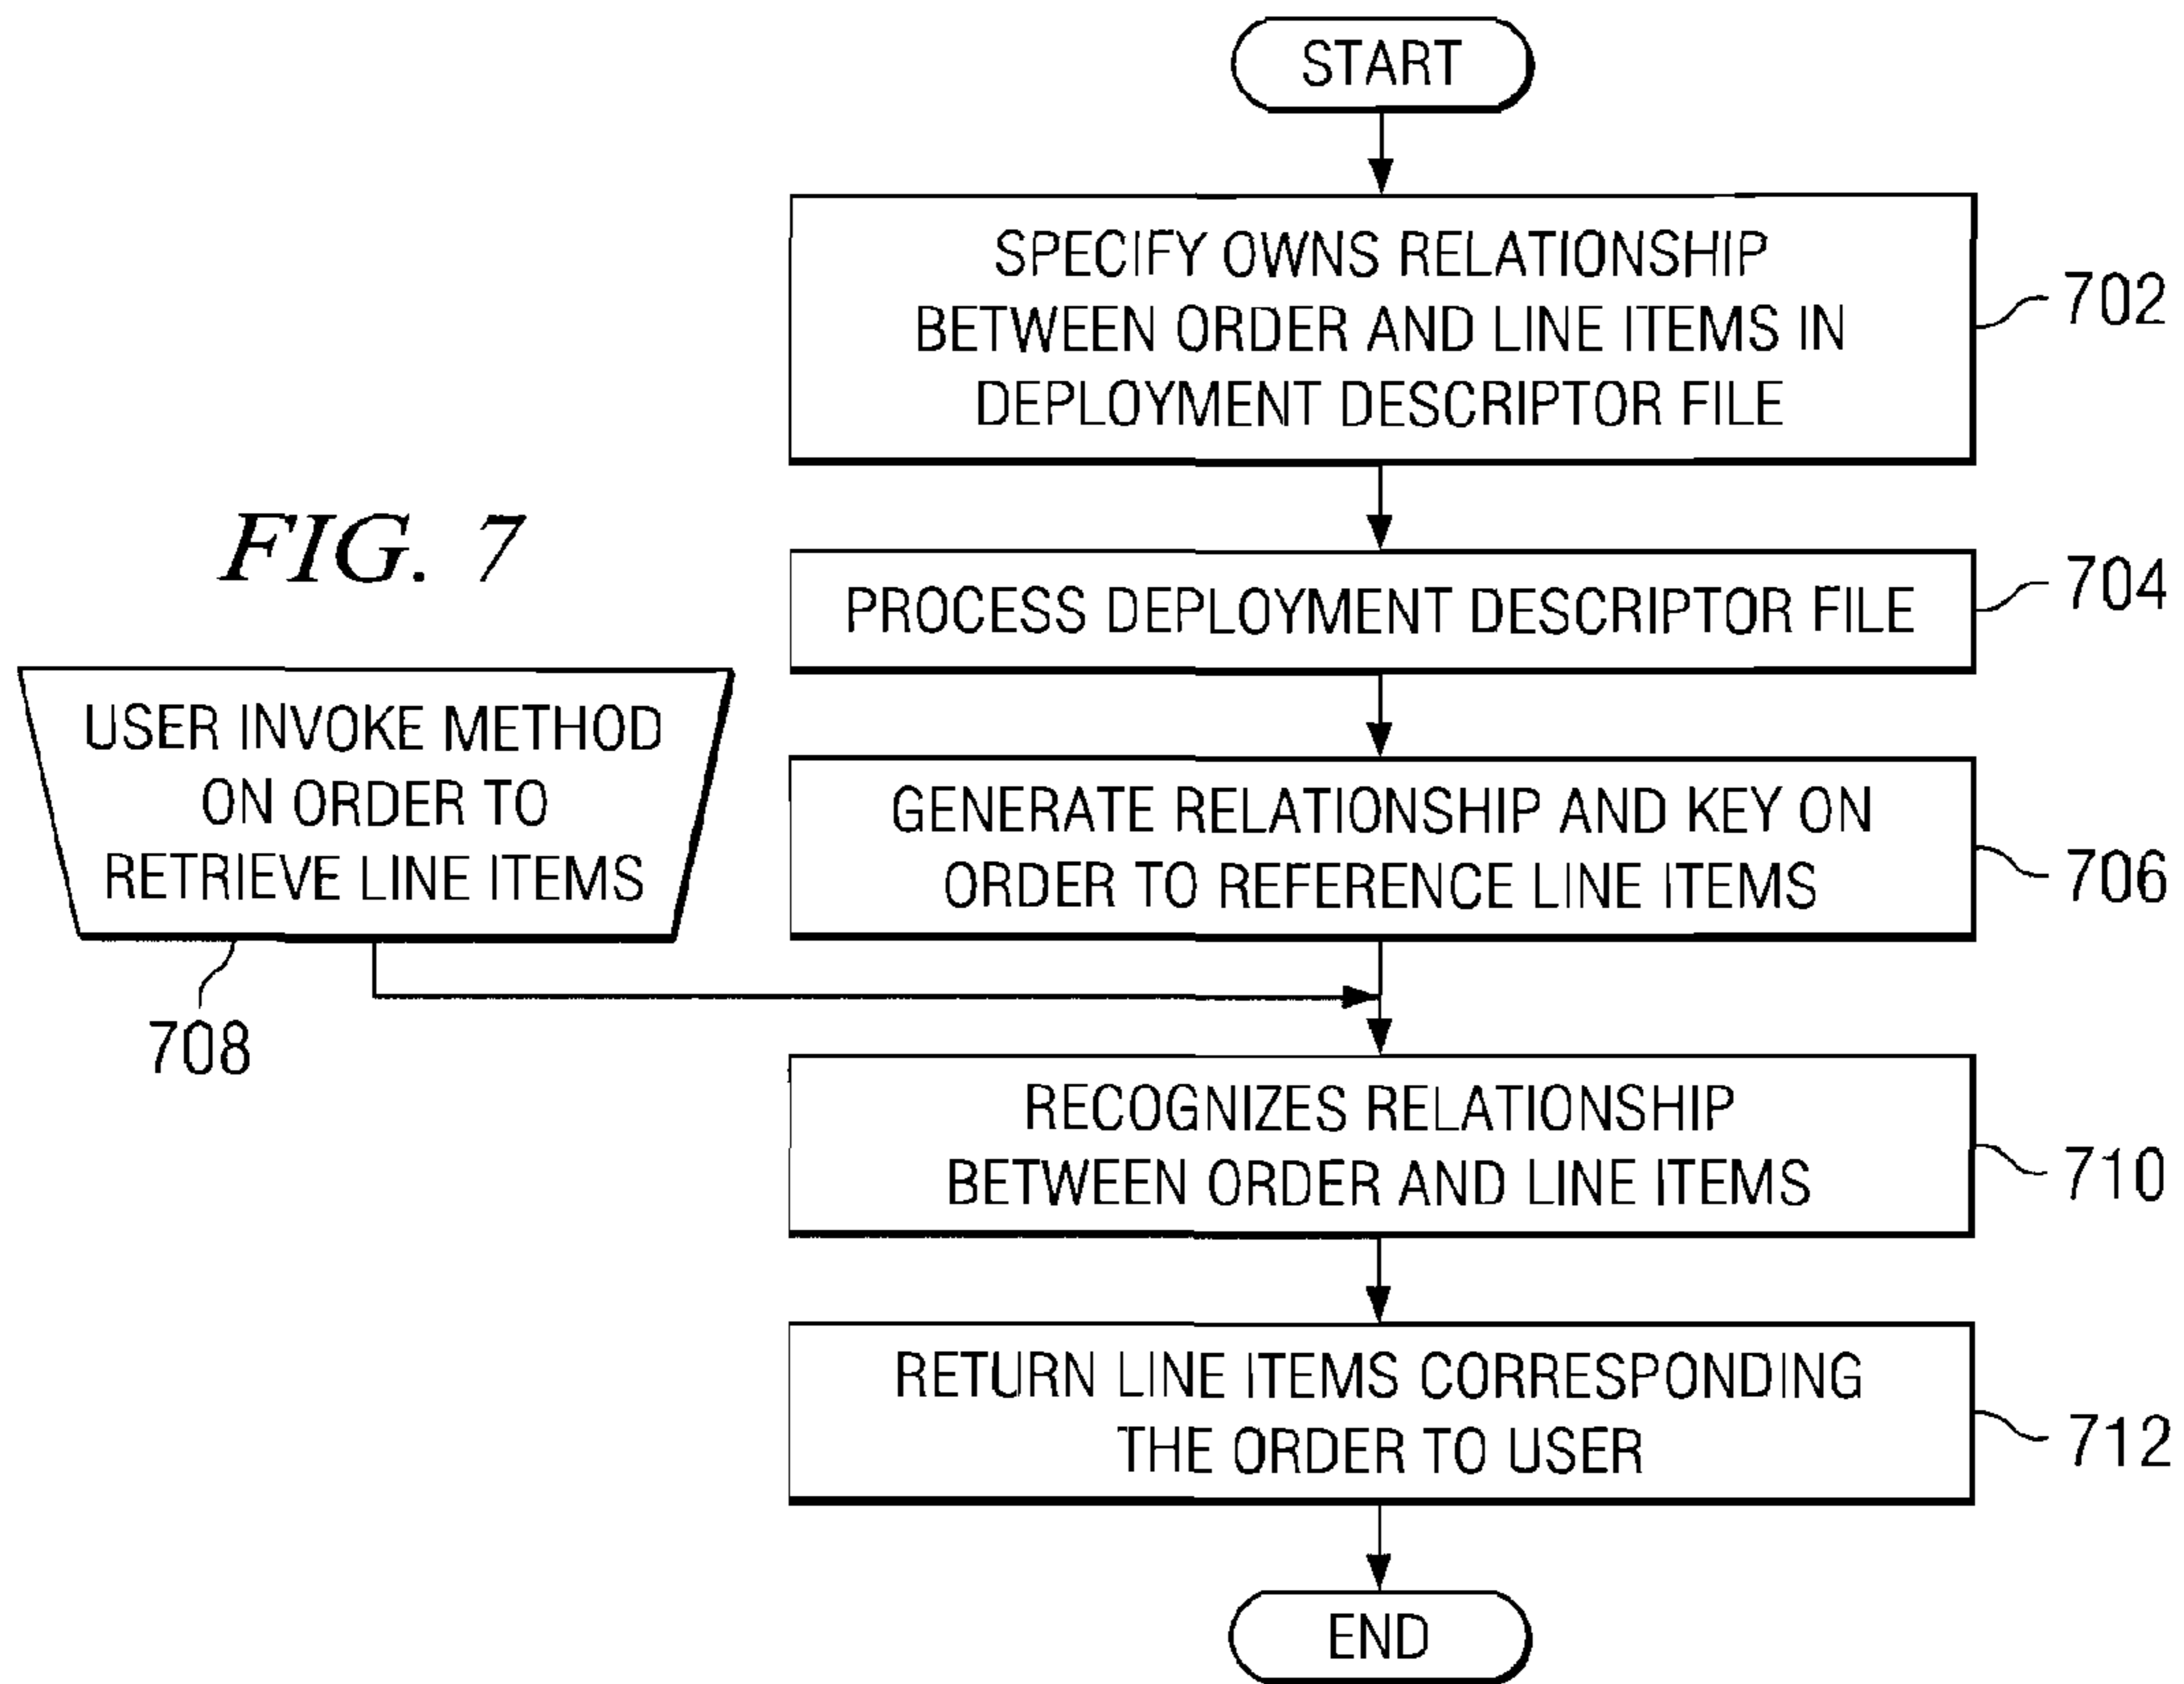 START
SPECIFY OWNS RELATIONSHIP
BETWEEN ORDER AND LINE ITEMS IN
DEPLOYMENT DESCRIPTOR FILE
702
FIG. 7
PROCESS DEPLOYMENT DESCRIPTOR FILE
704
USER INVOKE METHOD
ON ORDER TO
RETRIEVE LINE ITEMS
708
GENERATE RELATIONSHIP AND KEY ON
ORDER TO REFERENCE LINE ITEMS
706
RECOGNIZES RELATIONSHIP
BETWEEN ORDER AND LINE ITEMS
710
RETURN LINE ITEMS CORRESPONDING
THE ORDER TO USER
712
END